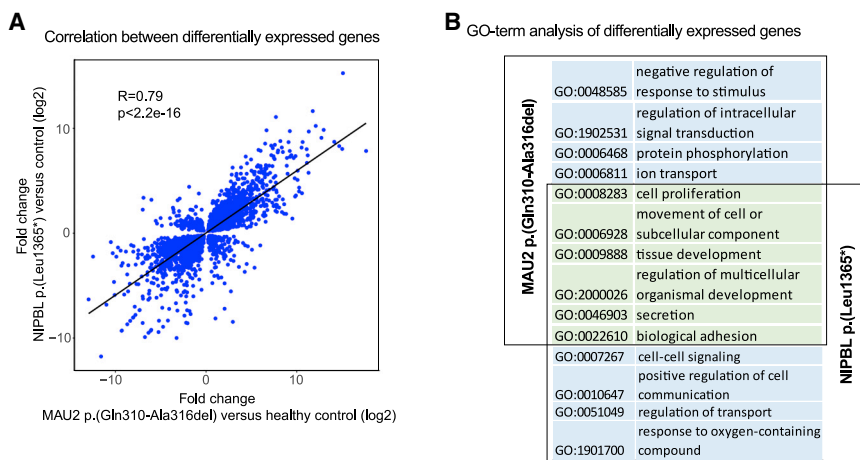 A
Correlation between differentially expressed genes
R=0.79
p<2.2e-16
10
0
−10
Fold change
NIPBL p.(Leu1365*) versus control (log2)
−10
0
10
Fold change
MAU2 p.(Gln310-Ala316del) versus healthy control (log2)
B
GO-term analysis of differentially expressed genes
MAU2 p.(Gln310-Ala316del)
negative regulation of
GO:0048585 response to stimulus
regulation of intracellular
GO:1902531 signal transduction
GO:0006468 protein phosphorylation
GO:0006811 ion transport
GO:0008283 cell proliferation
movement of cell or
GO:0006928 subcellular component
GO:0009888 tissue development
regulation of multicellular
GO:2000026 organismal development
GO:0046903 secretion
GO:0022610 biological adhesion
GO:0007267 cell-cell signaling
positive regulation of cell
GO:0010647 communication
GO:0051049 regulation of transport
response to oxygen-containing
GO:1901700 compound
NIPBL p.(Leu1365*)